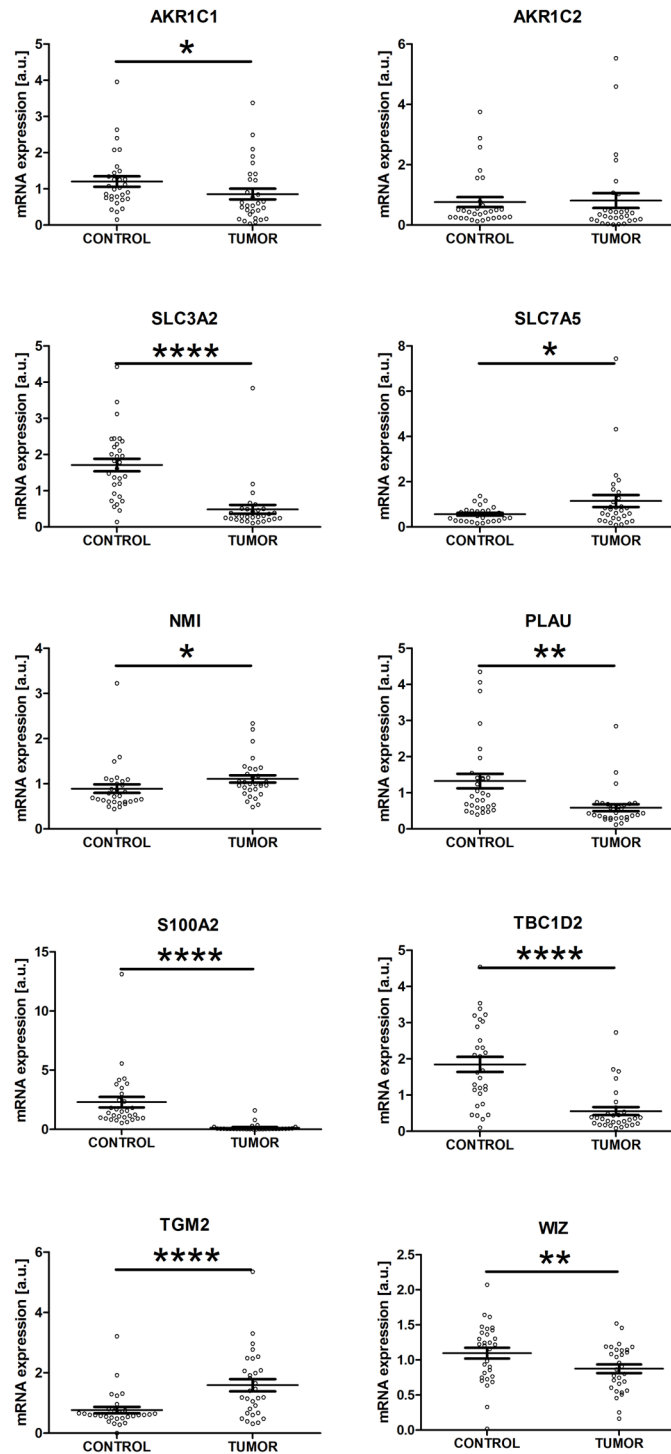 AKR1C1
mRNA expression [a.u.]
5
4
3
2
1
0
*
CONTROL
TUMOR
AKR1C2
mRNA expression [a.u.]
6
4
2
0
CONTROL
TUMOR
SLC3A2
mRNA expression [a.u.]
5
4
3
2
1
0
****
CONTROL
TUMOR
SLC7A5
mRNA expression [a.u.]
8
6
4
2
0
*
CONTROL
TUMOR
NMI
mRNA expression [a.u.]
4
3
2
1
0
*
CONTROL
TUMOR
PLAU
mRNA expression [a.u.]
5
4
3
2
1
0
**
CONTROL
TUMOR
S100A2
mRNA expression [a.u.]
15
10
5
0
****
CONTROL
TUMOR
TBC1D2
mRNA expression [a.u.]
5
4
3
2
1
0
****
CONTROL
TUMOR
TGM2
mRNA expression [a.u.]
6
4
2
0
****
CONTROL
TUMOR
WIZ
mRNA expression [a.u.]
2.5
2.0
1.5
1.0
0.5
0.0
**
CONTROL
TUMOR